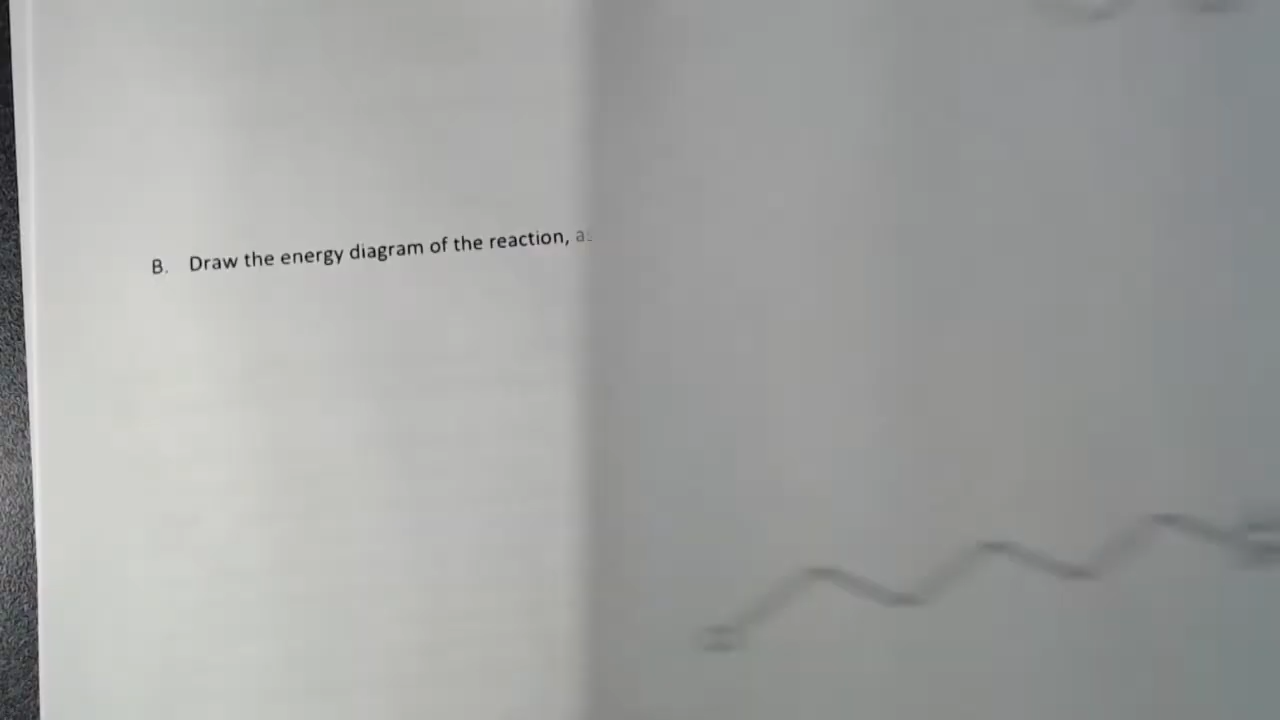 B. Draw the energy diagram of the reaction,